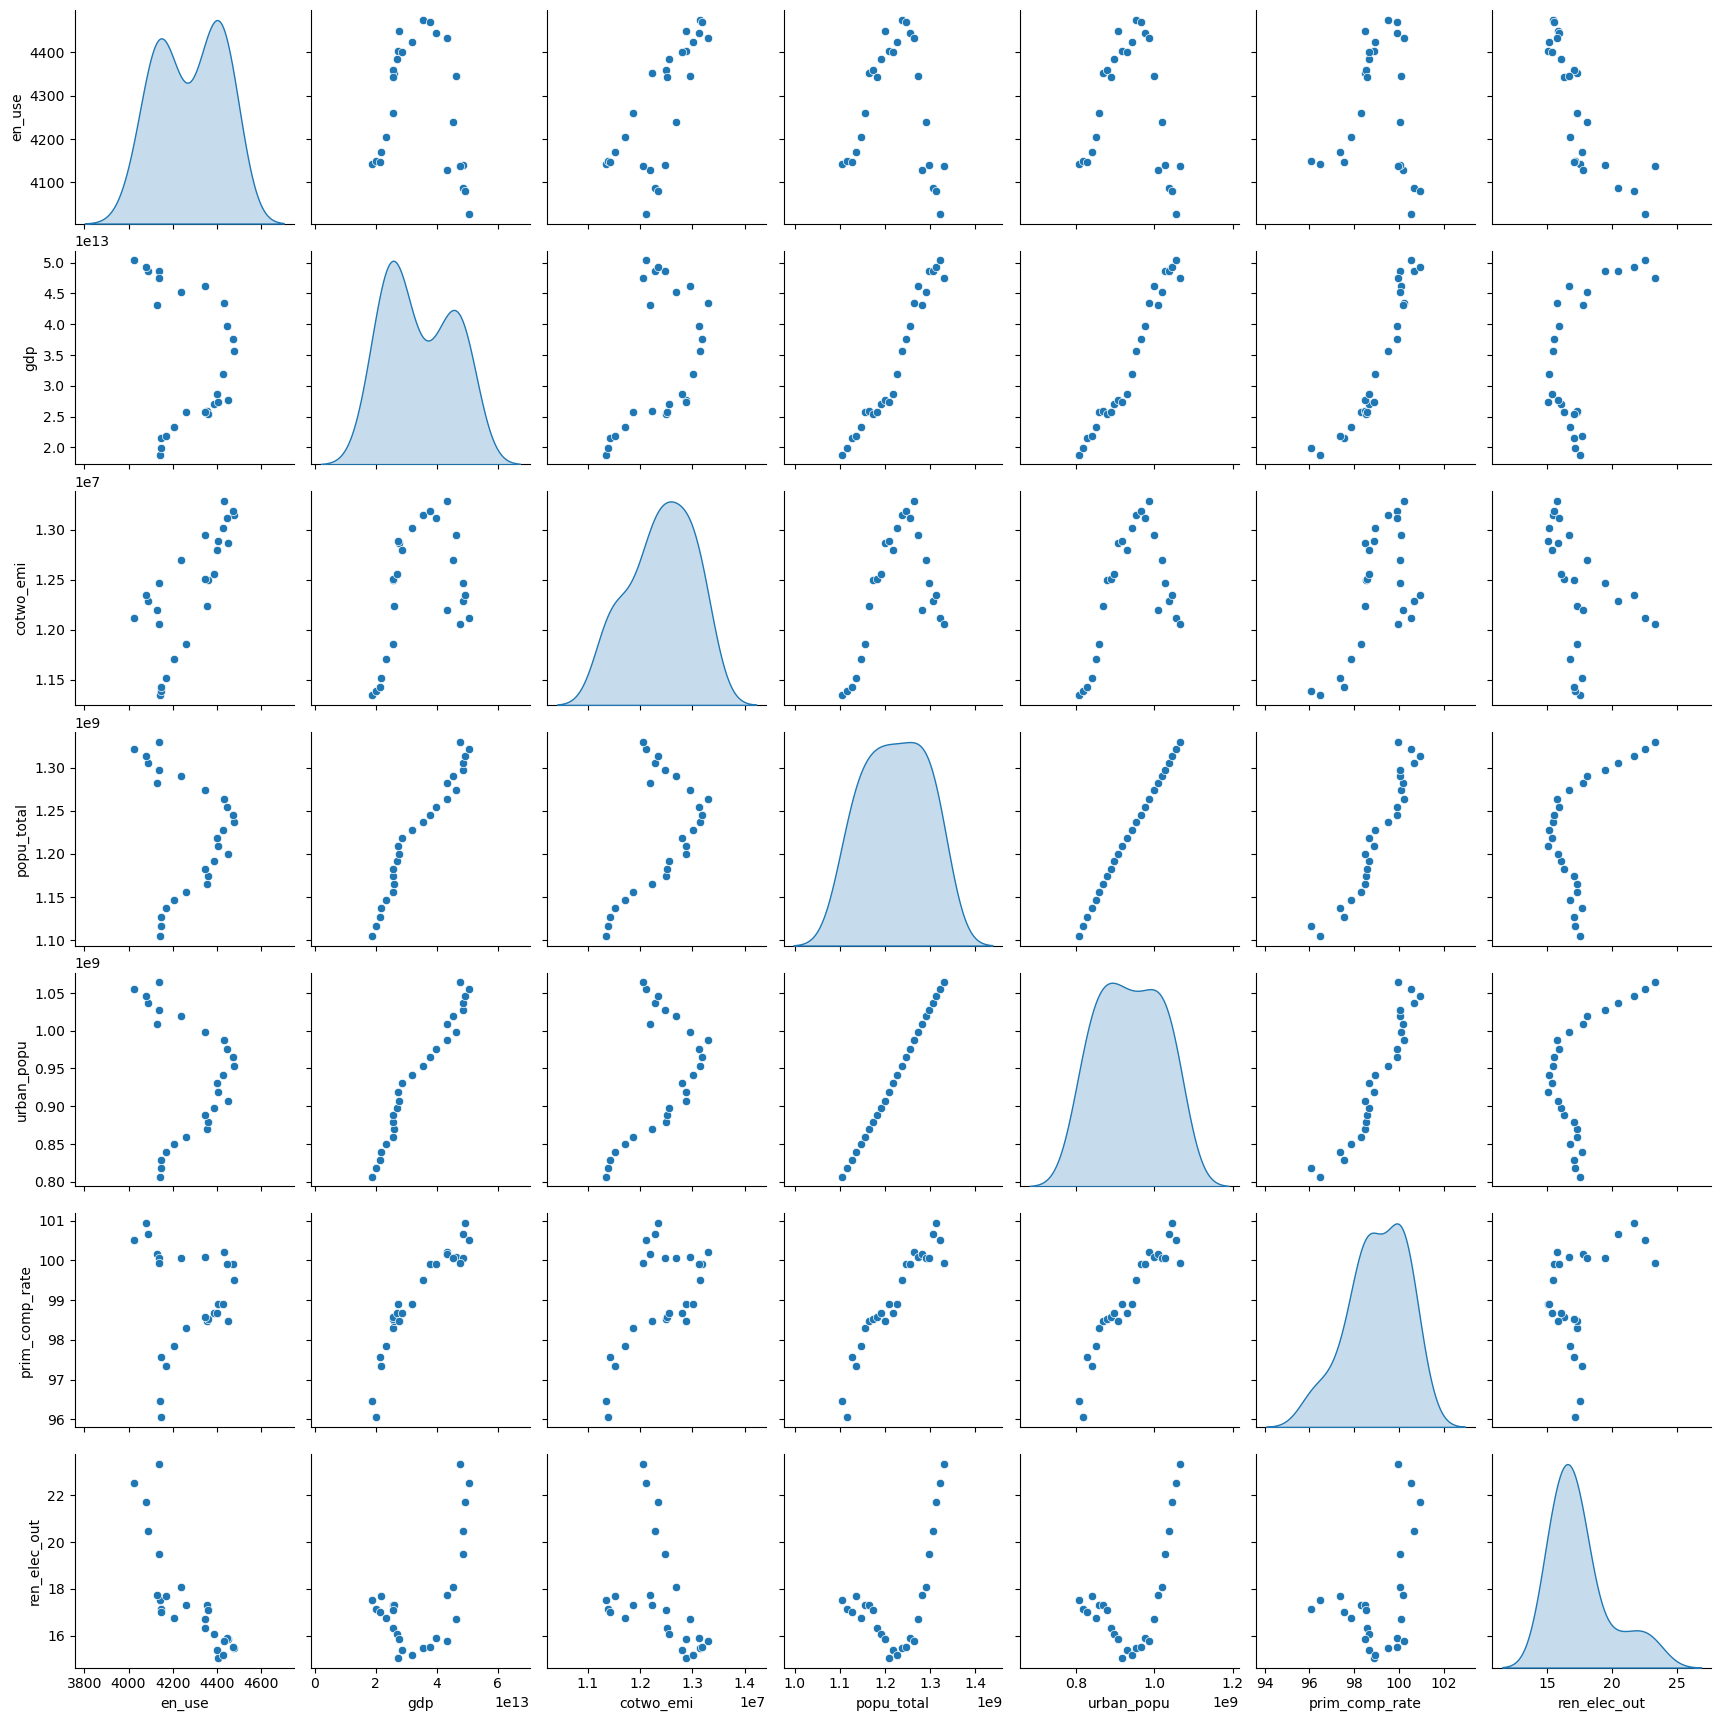 4400
4300
4200
4100
en_use
1e13
5.0
4.5
4.0
3.5
3.0
2.5
2.0
gdp
1e7
1.30
1.25
1.20
1.15
cotwo_emi
1e9
1.30
1.25
1.20
1.15
1.10
popu_total
1e9
1.05
1.00
0.95
0.90
0.85
0.80
urban_popu
101
100
99
98
97
96
prim_comp_rate
22
20
18
16
ren_elec_out
3800 4000 4200 4400 4600
en_use
0 2 4 6
1e13
gdp
1.1 1.2 1.3 1.4
1e7
cotwo_emi
1.0 1.1 1.2 1.3 1.4
1e9
popu_total
0.8 1.0 1.2
1e9
urban_popu
94 96 98 100 102
prim_comp_rate
15 20 25
ren_elec_out